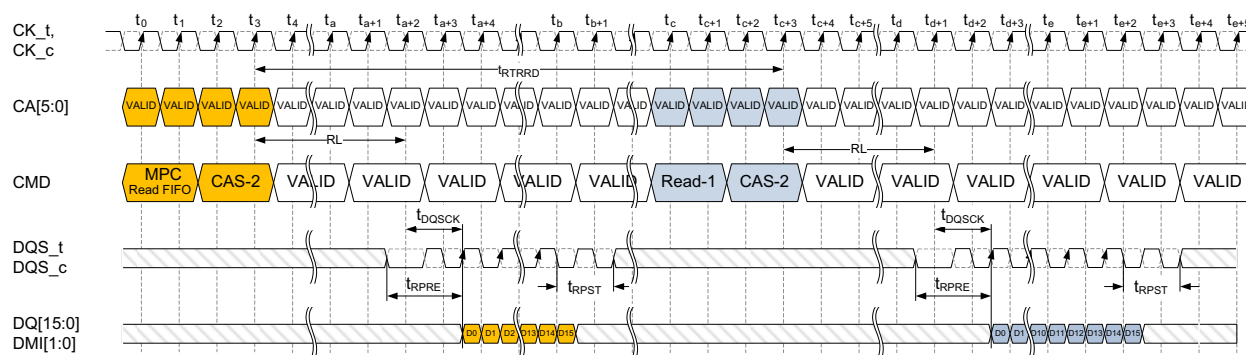 CK_t, t0 t1 t2 t3 t4 ta ta+1 ta+2 ta+3 ta+4 tb tb+1 tc tc+1 tc+2 tc+3 tc+4 tc+5 td td+1 td+2 td+3 te te+1 te+2 te+3 te+4 te+5
CK_c
tRTRRD
CA[5:0] VALID VALID VALID VALID VALID VALID VALID VALID VALID VALID VALID VALID VALID VALID VALID VALID VALID VALID VALID VALID VALID VALID VALID VALID VALID VALID VALID VALID VALID VALID
RL RL
CMD MPC Read FIFO CAS-2 VALID VALID VALID VALID VALID Read-1 CAS-2 VALID VALID VALID VALID VALID VALID
tDQSCK tDQSCK
DQS_t
DQS_c
tRPRE tRPST tRPRE tRPST
DQ[15:0] D0 D1 D2 D13 D14 D15 D0 D1 D10 D11 D12 D13 D14 D15
DMI[1:0]